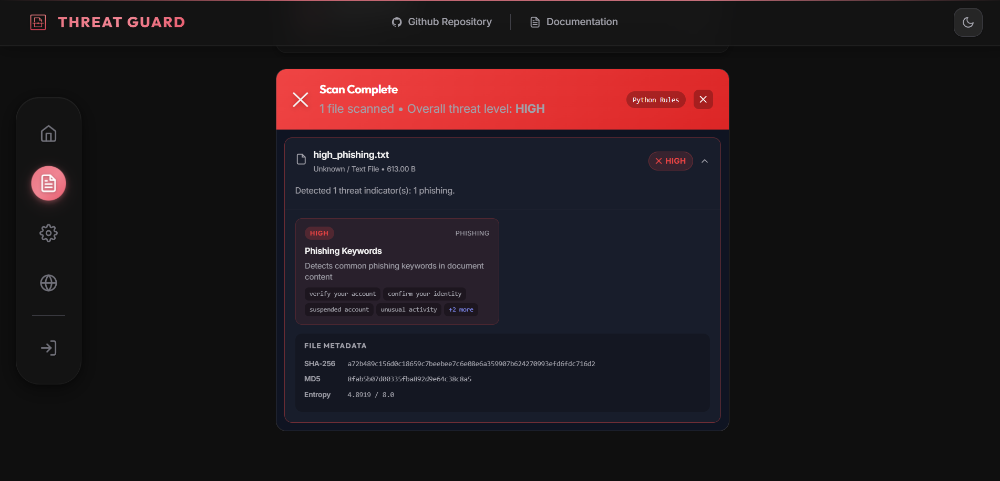 THREAT GUARD
Github Repository
Documentation
Scan Complete
1 file scanned • Overall threat level: HIGH
Python Rules
high_phishing.txt
Unknown / Text File • 613.00 B
HIGH
Detected 1 threat indicator(s): 1 phishing.
HIGH
PHISHING
Phishing Keywords
Detects common phishing keywords in document
content
verify your account
confirm your identity
suspended account
unusual activity
+2 more
FILE METADATA
SHA-256
a72b489c156d0c18659c7beebee7c6e08e6a359907b624270993efd6fdc716d2
MD5
8fab5b07d00335fba892d9e64c38c8a5
Entropy
4.8919 / 8.0